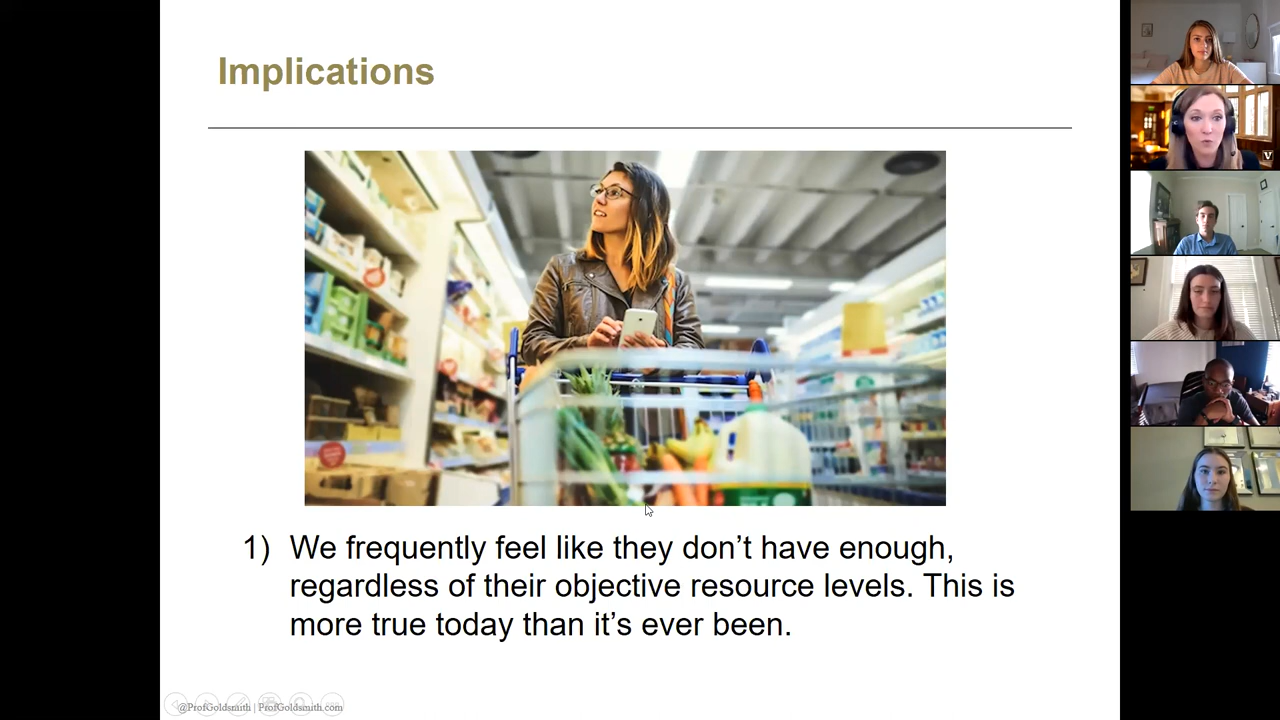 Implications
1) We frequently feel like they don’t have enough,
regardless of their objective resource levels. This is
more true today than it’s ever been.
@ProfGoldsmith | ProfGoldsmith.com
V